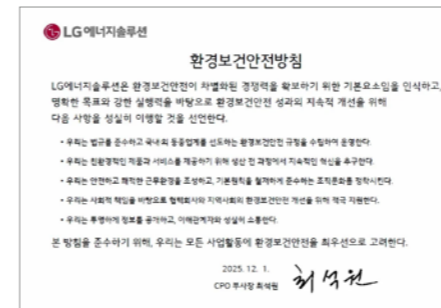 LG에너지솔루션
환경보건안전방침
LG에너지솔루션은 환경보건안전이 차별화된 경쟁력을 확보하기 위한 기본요소임을 인식하고,
명확한 목표와 강한 실행력을 바탕으로 환경보건안전 성과의 지속적 개선을 위해
다음 사항을 성실히 이행할 것을 선언한다.
• 우리는 법규를 준수하고 국내·외 동종업계를 선도하는 환경보건안전 규정을 수립하여 운영한다.
• 우리는 친환경적인 제품과 서비스를 제공하기 위해 생산 전 과정에서 지속적인 혁신을 추구한다.
• 우리는 안전하고 쾌적한 근무환경을 조성하고, 기본원칙을 철저하게 준수하는 조직문화를 정착시킨다.
• 우리는 사회적 책임을 바탕으로 협력회사와 지역사회의 환경보건안전 개선을 위해 적극 지원한다.
• 우리는 투명하게 정보를 공개하고, 이해관계자와 성실히 소통한다.
본 방침을 준수하기 위해, 우리는 모든 사업활동에 환경보건안전을 최우선으로 고려한다.
2025. 12. 1.
CPO 부사장 최석원 최석원